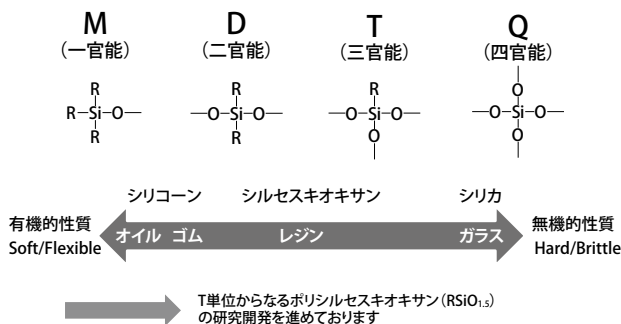 M
D
T
Q
(一官能)
(二官能)
(三官能)
(四官能)
R
R–Si–O–
R
R
–O–Si–O–
R
R
–O–Si–O–
O
O
–O–Si–O–
O
シリコーン
シルセスキオキサン
シリカ
有機的性質
Soft/Flexible
オイル ゴム
レジン
ガラス
無機的性質
Hard/Brittle
T単位からなるポリシルセスキオキサン(RSiO1.5)
の研究開発を進めております